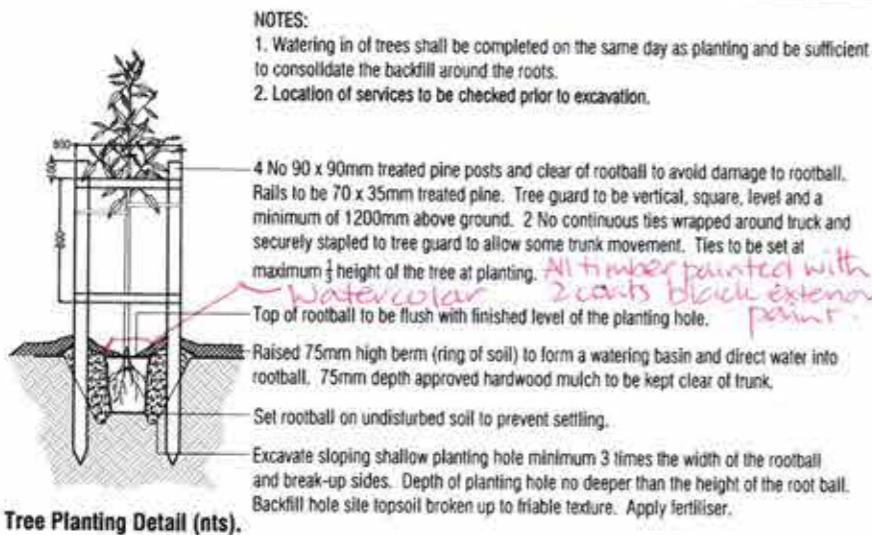 NOTES:
1. Watering in of trees shall be completed on the same day as planting and be sufficient
to consolidate the backfill around the roots.
2. Location of services to be checked prior to excavation.
800
100
800
4 No 90 x 90mm treated pine posts and clear of rootball to avoid damage to rootball.
Rails to be 70 x 35mm treated pine. Tree guard to be vertical, square, level and a
minimum of 1200mm above ground. 2 No continuous ties wrapped around truck and
securely stapled to tree guard to allow some trunk movement. Ties to be set at
maximum height of the tree at planting. All timber painted with
Watercolar 2 coats black exterior
paint.
Top of rootball to be flush with finished level of the planting hole.
Raised 75mm high berm (ring of soil) to form a watering basin and direct water into
rootball. 75mm depth approved hardwood mulch to be kept clear of trunk.
Set rootball on undisturbed soil to prevent settling.
Excavate sloping shallow planting hole minimum 3 times the width of the rootball
and break-up sides. Depth of planting hole no deeper than the height of the root ball.
Backfill hole site topsoil broken up to friable texture. Apply fertiliser.
Tree Planting Detail (nts).